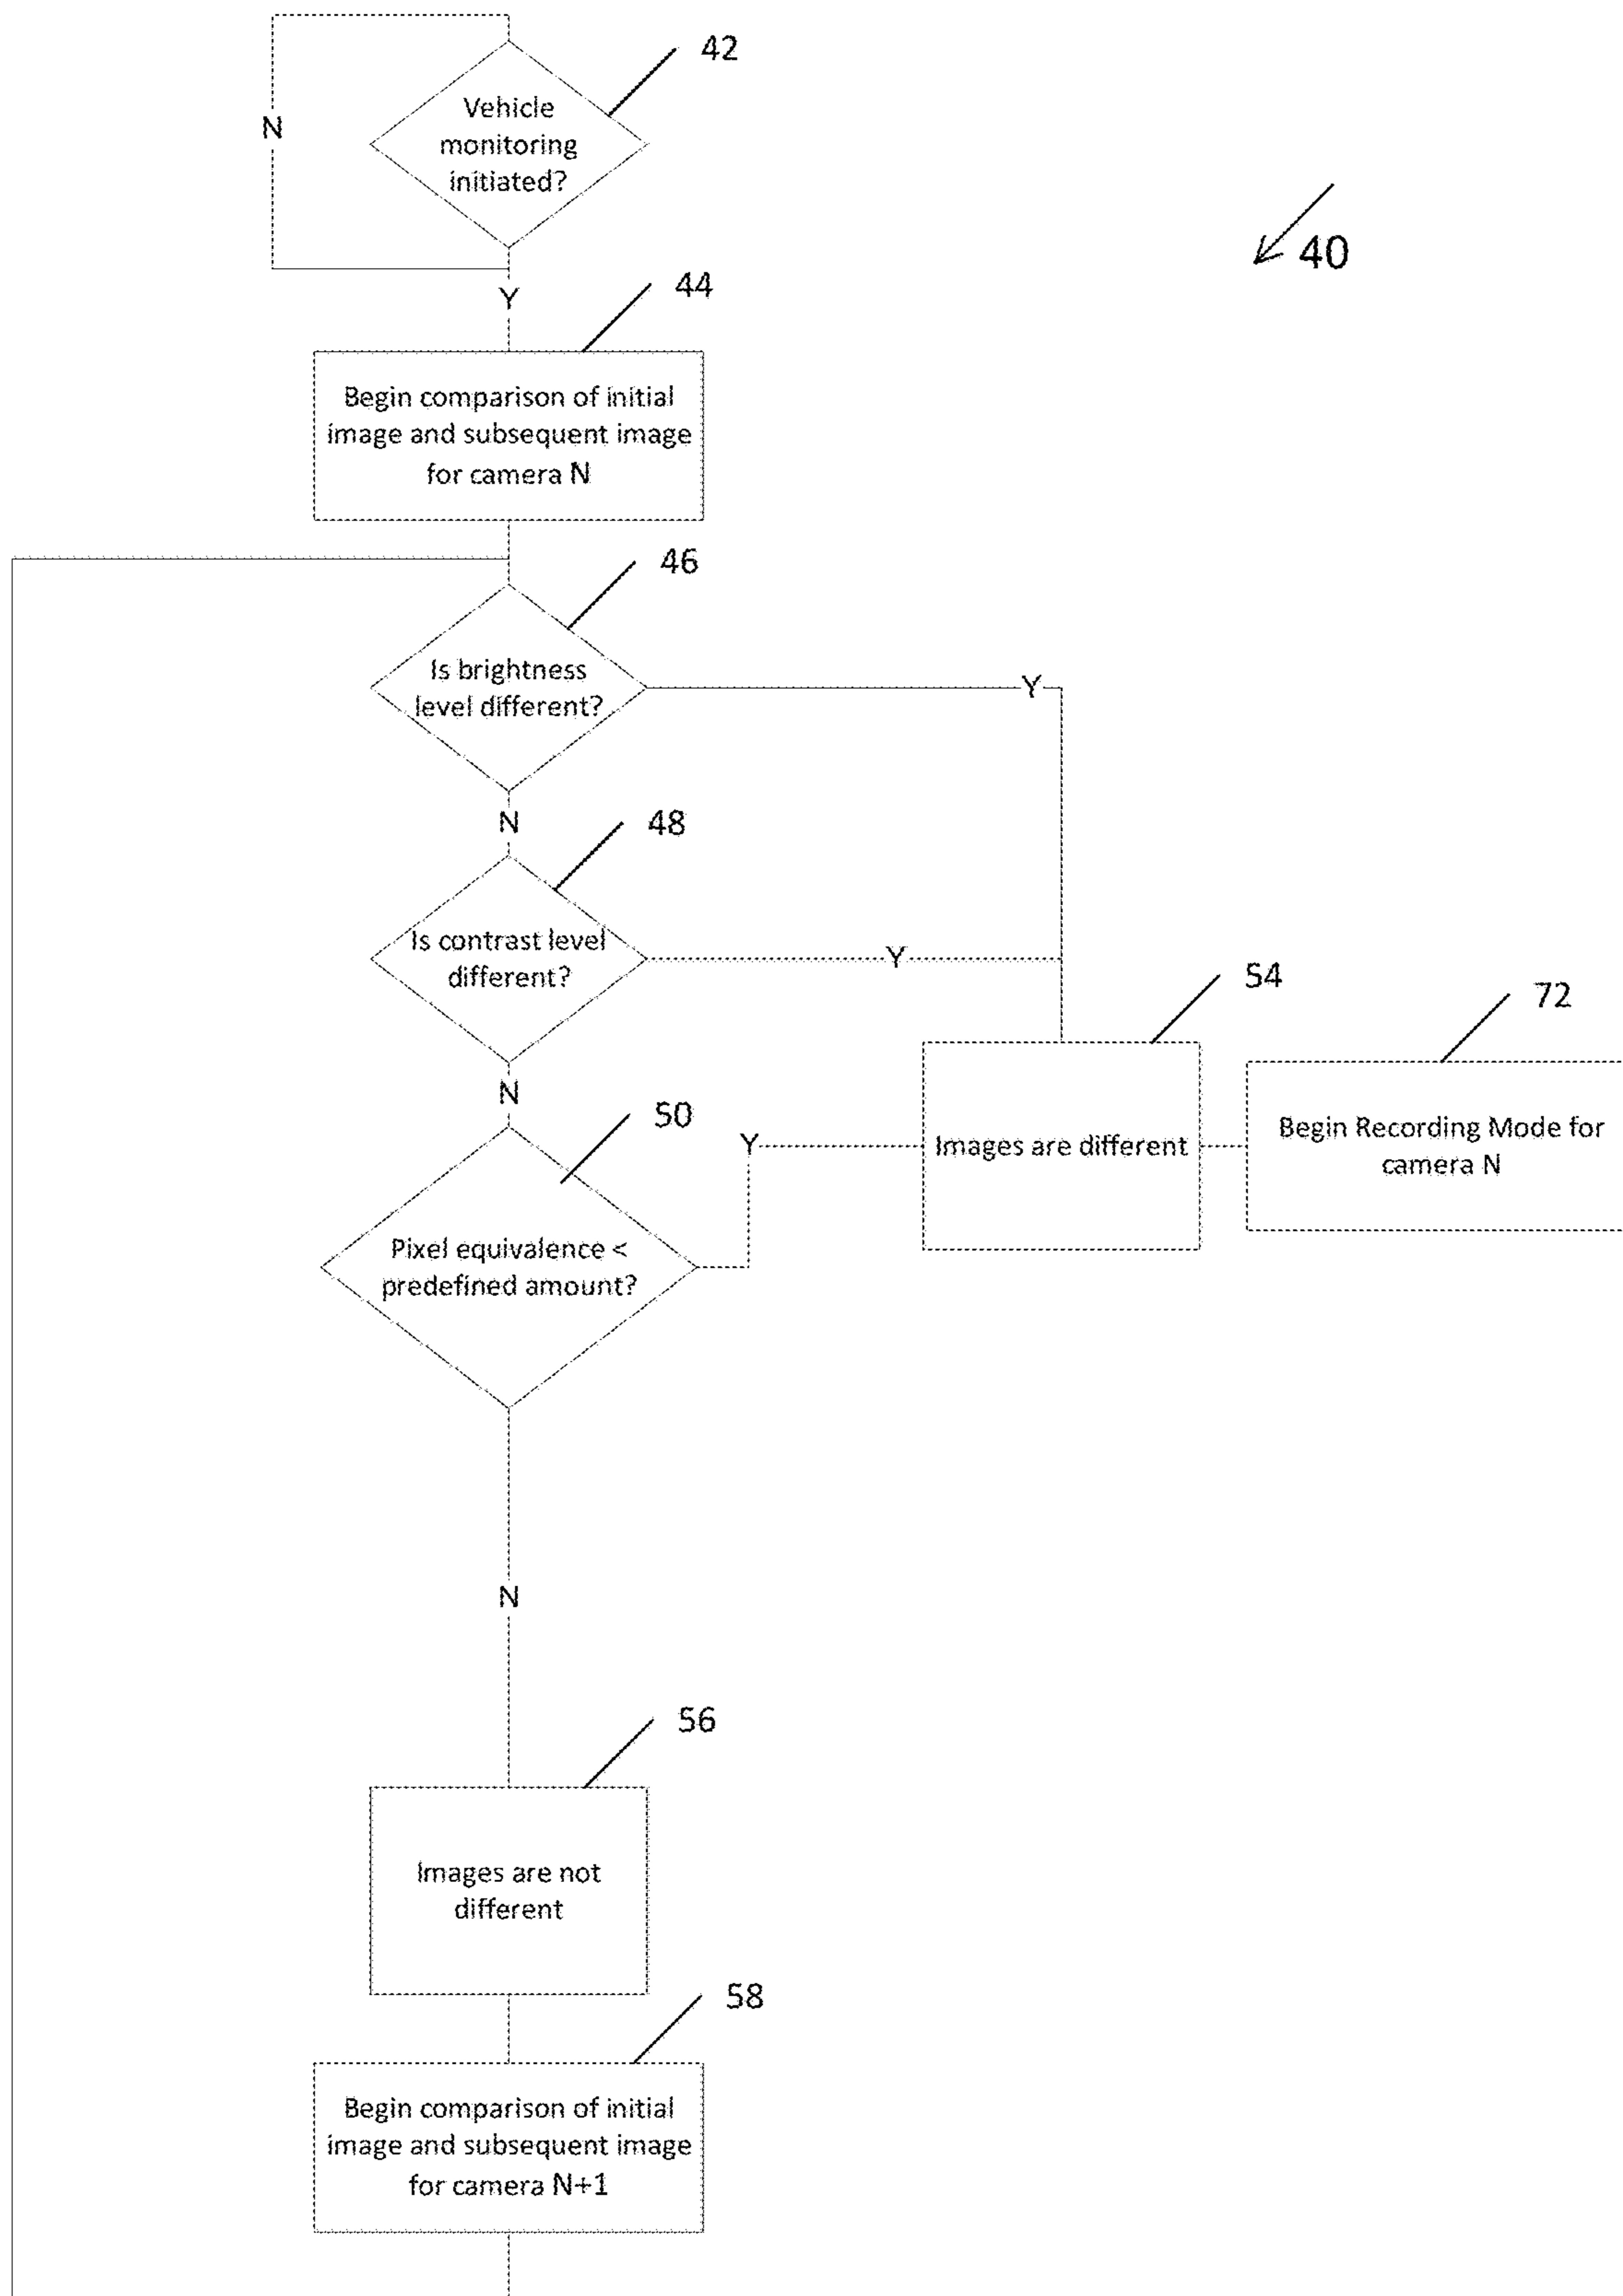 42
Vehicle
monitoring
initiated?
N
40
Y
44
Begin comparison of initial
image and subsequent image
for camera N
46
Is brightness
level different?
Y
N
48
Is contrast level
different?
Y
54
72
N
50
Y
Images are different
Begin Recording Mode for
camera N
Pixel equivalence <
predefined amount?
N
56
Images are not
different
58
Begin comparison of initial
image and subsequent image
for camera N+1